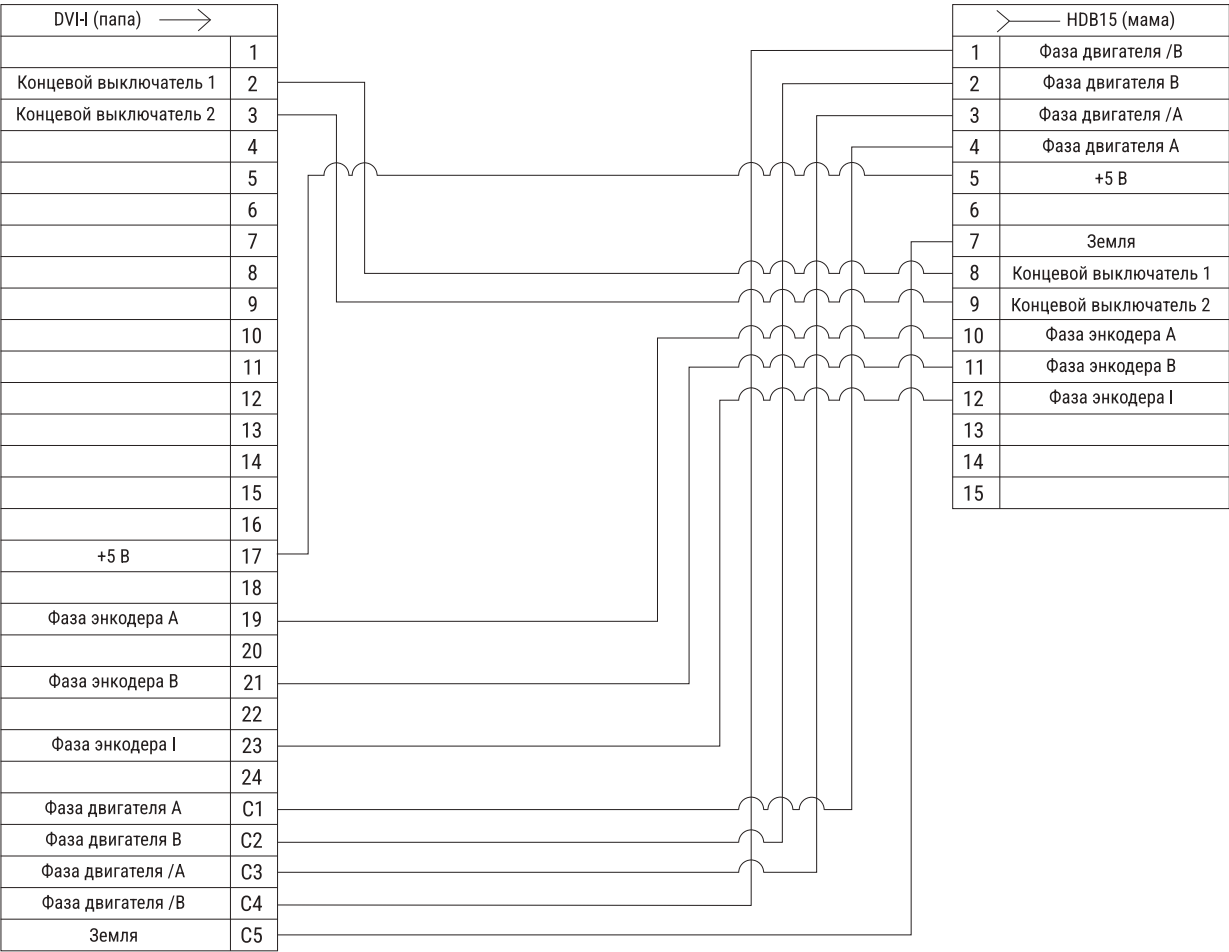 DVI-I (папа)
1
Концевой выключатель 1 2
Концевой выключатель 2 3
4
5
6
7
8
9
10
11
12
13
14
15
16
+5 В 17
18
Фаза энкодера A 19
20
Фаза энкодера B 21
22
Фаза энкодера I 23
24
Фаза двигателя A C1
Фаза двигателя B C2
Фаза двигателя /A C3
Фаза двигателя /B C4
Земля C5
HDB15 (мама)
1 Фаза двигателя /B
2 Фаза двигателя B
3 Фаза двигателя /A
4 Фаза двигателя A
5 +5 В
6
7 Земля
8 Концевой выключатель 1
9 Концевой выключатель 2
10 Фаза энкодера A
11 Фаза энкодера B
12 Фаза энкодера I
13
14
15